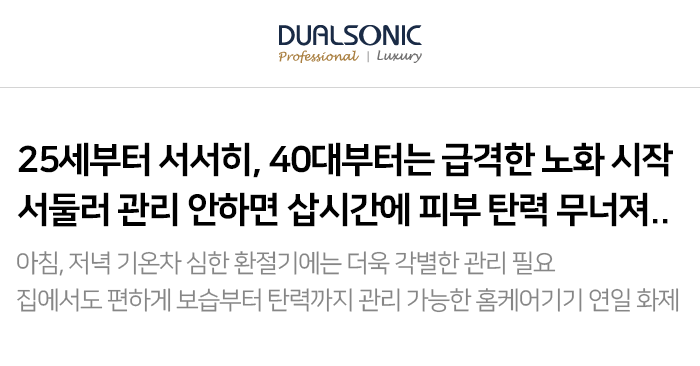 DUALSONIC
Professional | Luxury
25세부터 서서히, 40대부터는 급격한 노화 시작
서둘러 관리 안하면 삽시간에 피부 탄력 무너져..
아침, 저녁 기온차 심한 환절기에는 더욱 각별한 관리 필요
집에서도 편하게 보습부터 탄력까지 관리 가능한 홈케어기기 연일 화제